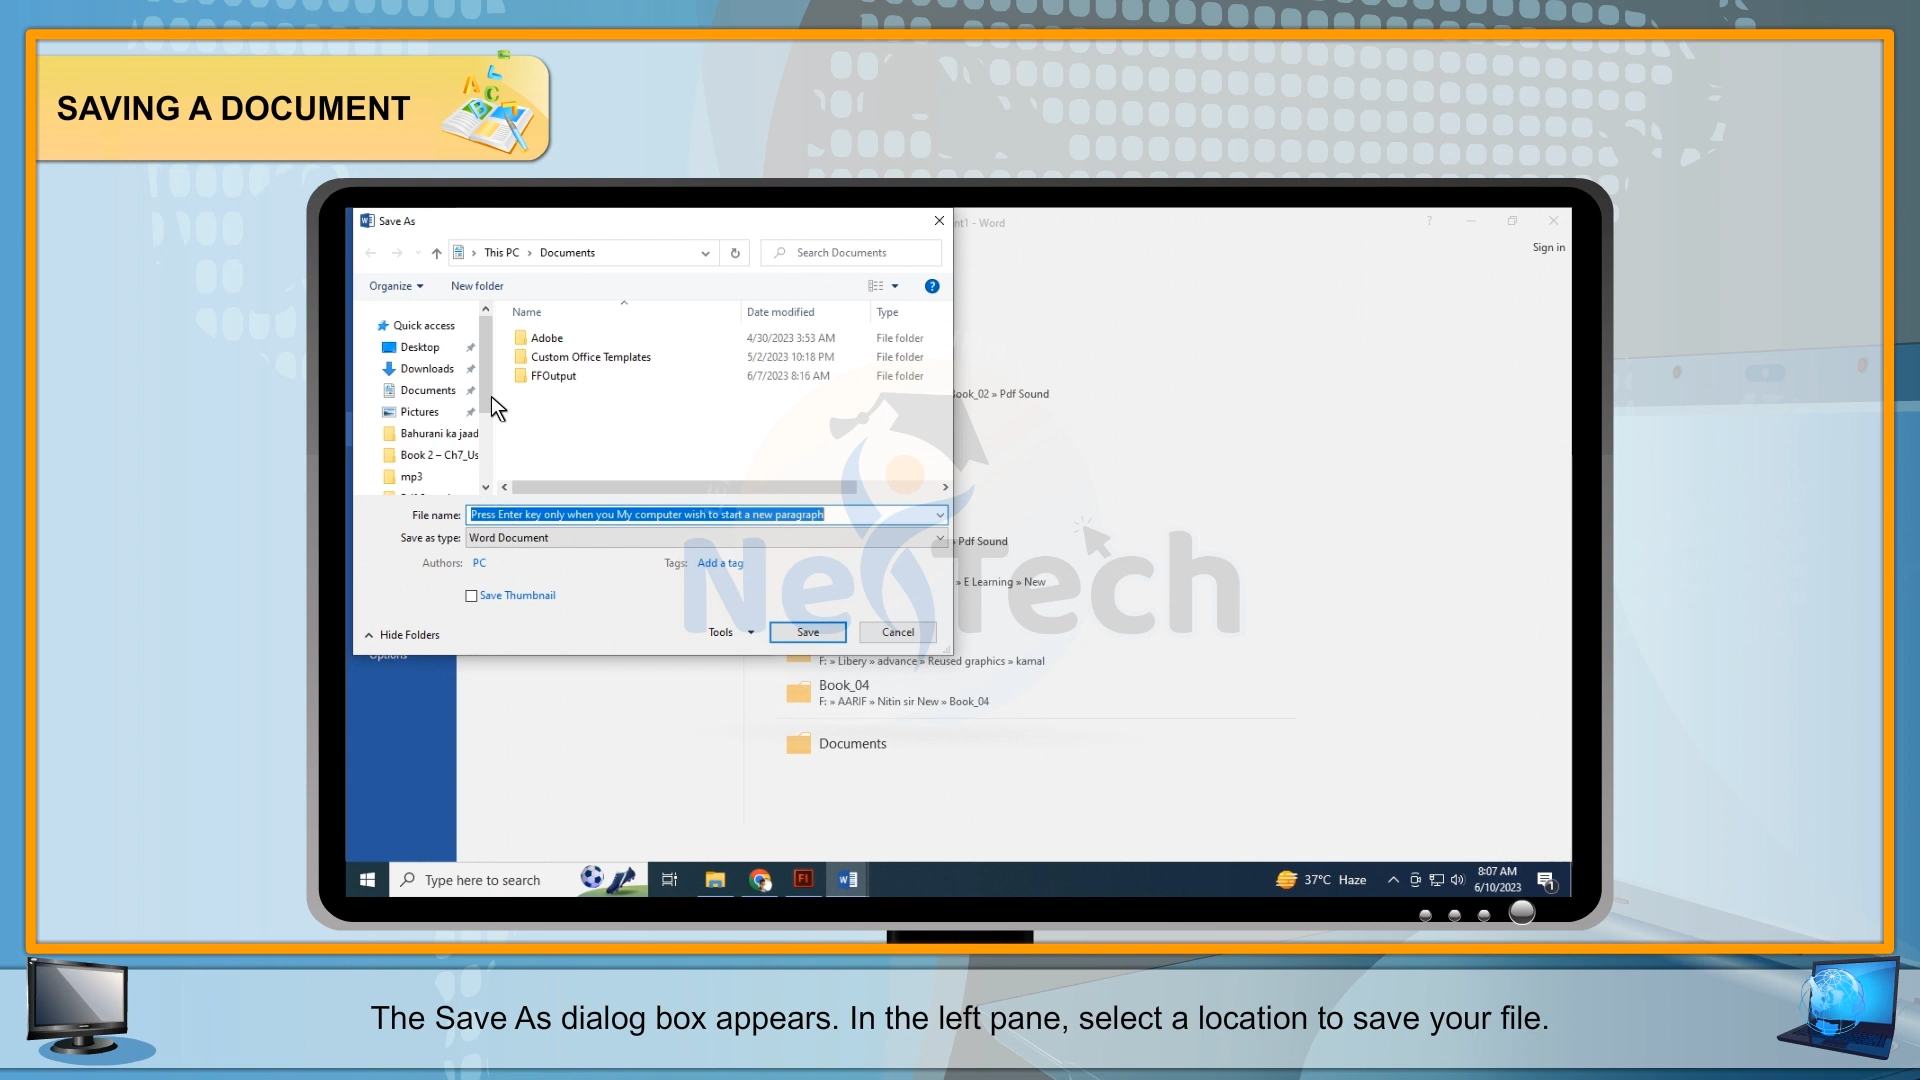 SAVING A DOCUMENT
Save As
nt1 - Word
Sign in
This PC › Documents
Search Documents
Organize
New folder
Name
Date modified
Type
Quick access
Desktop
Downloads
Documents
Pictures
Bahurani ka jaad
Book 2 – Ch7_Us
mp3
Adobe 4/30/2023 3:53 AM File folder
Custom Office Templates 5/2/2023 10:18 PM File folder
FFOutput 6/7/2023 8:16 AM File folder
Book_02 » Pdf Sound
File name: Press Enter key only when you My computer wish to start a new paragraph
Save as type: Word Document
» Pdf Sound
Authors: PC
Tags: Add a tag
» E Learning » New
Save Thumbnail
NexTech
Hide Folders
Tools
Save
Cancel
Options
F: » Libery » advance » Reused graphics » kamal
Book_04
F: » AARIF » Nitin sir New » Book_04
Documents
Type here to search
37°C Haze
8:07 AM
6/10/2023
1
The Save As dialog box appears. In the left pane, select a location to save your file.